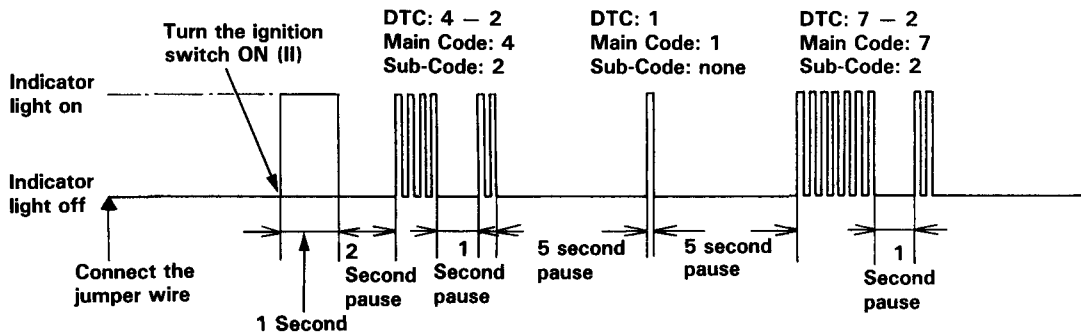 Turn the ignition
switch ON (II)
DTC: 4 — 2
Main Code: 4
Sub-Code: 2
DTC: 1
Main Code: 1
Sub-Code: none
DTC: 7 — 2
Main Code: 7
Sub-Code: 2
Indicator
light on
Indicator
light off
Connect the
jumper wire
1 Second
2
Second
pause
1
Second
pause
5 second
pause
5 second
pause
1
Second
pause